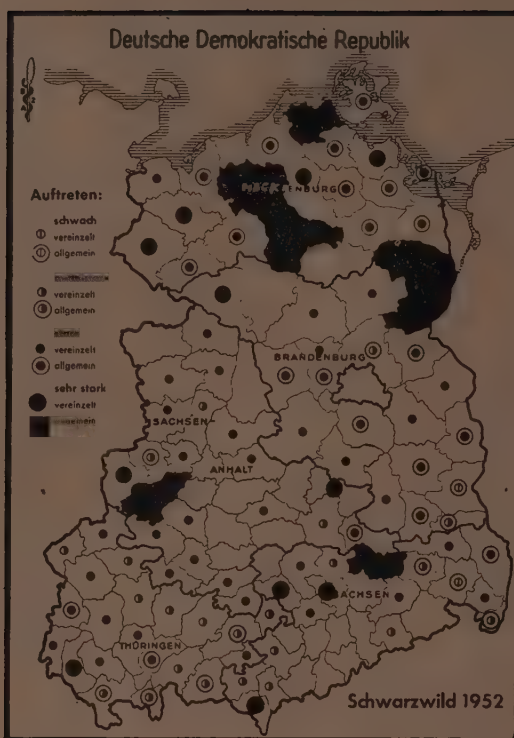 Deutsche Demokratische Republik
MECKLENBURG
Auftreten:
schwach
vereinzelt
allgemein
vereinzelt
allgemein
vereinzelt
allgemein
sehr stark
vereinzelt
BRANDENBURG
SACHSEN
ANHALT
SACHSEN
THÜRINGEN
Schwarzwild 1952